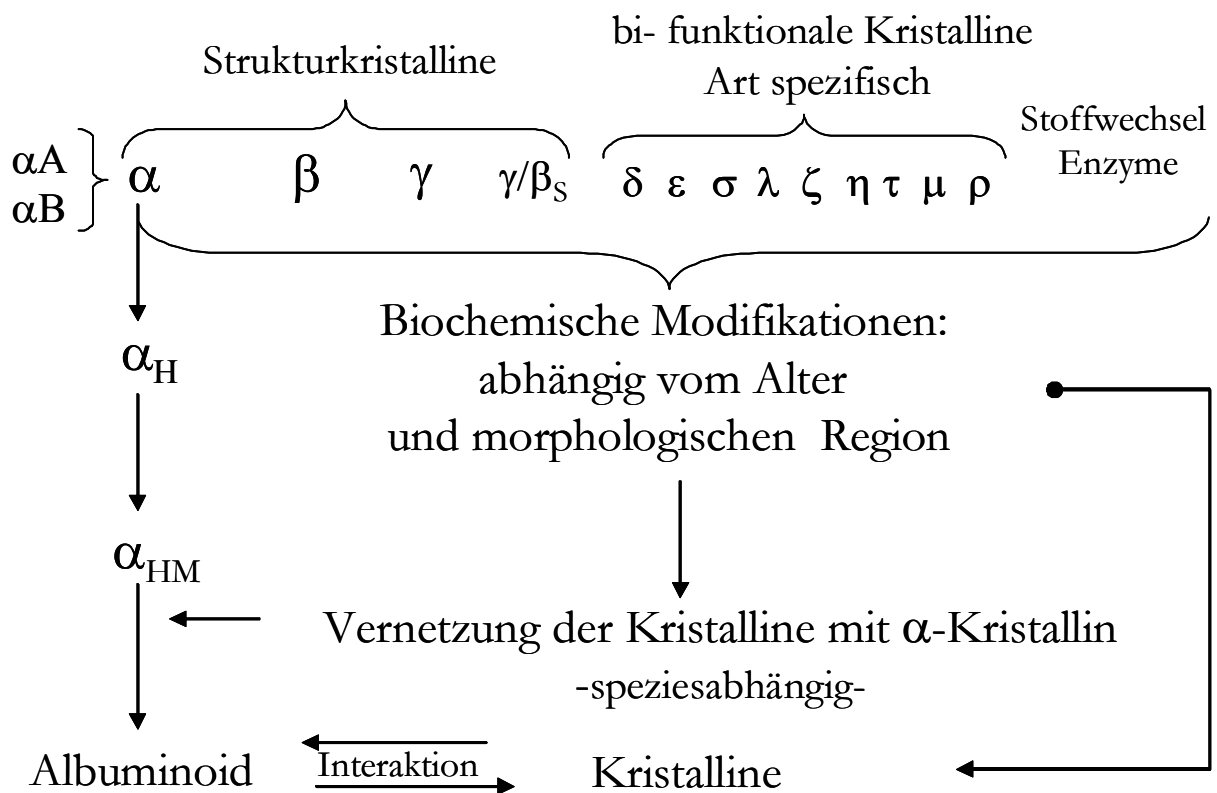 Strukturkristalline
bi- funktionale Kristalline
Art spezifisch
Stoffwechsel
Enzyme
αA
αB
α β γ γ/βS δ ε σ λ ζ η τ μ ρ
Biochemische Modifikationen:
abhängig vom Alter
und morphologischen Region
αH
αHM
Vernetzung der Kristalline mit α-Kristallin
-speziesabhängig-
Albuminoid Interaktion Kristalline